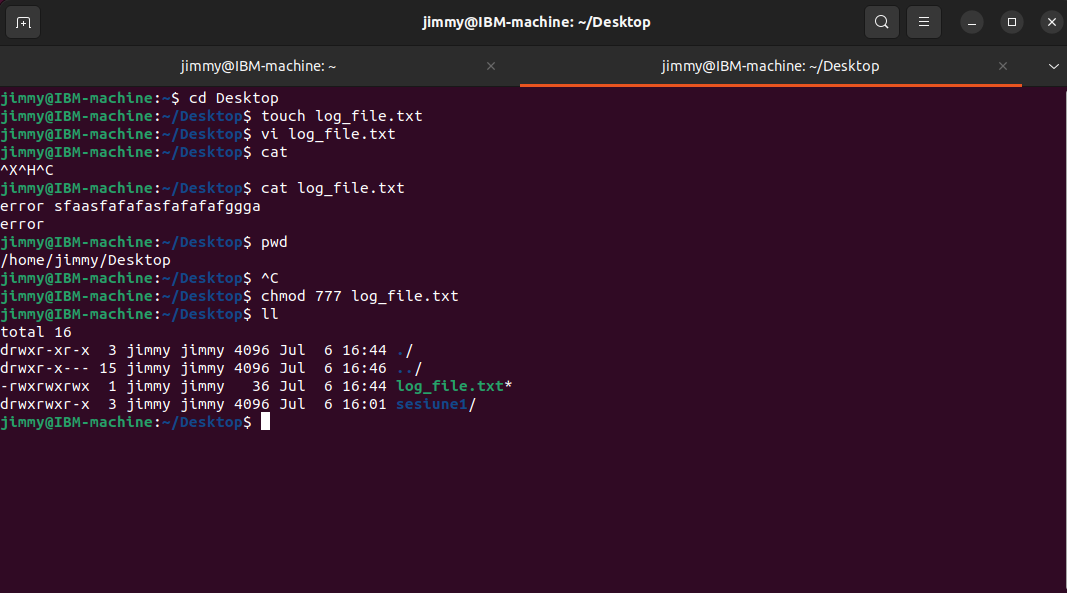 jimmy@IBM-machine: ~/Desktop
jimmy@IBM-machine: ~
jimmy@IBM-machine: ~/Desktop
jimmy@IBM-machine:~$ cd Desktop
jimmy@IBM-machine:~/Desktop$ touch log_file.txt
jimmy@IBM-machine:~/Desktop$ vi log_file.txt
jimmy@IBM-machine:~/Desktop$ cat
^X^H^C
jimmy@IBM-machine:~/Desktop$ cat log_file.txt
error sfaasfafafasfafafafggga
error
jimmy@IBM-machine:~/Desktop$ pwd
/home/jimmy/Desktop
jimmy@IBM-machine:~/Desktop$ ^C
jimmy@IBM-machine:~/Desktop$ chmod 777 log_file.txt
jimmy@IBM-machine:~/Desktop$ ll
total 16
drwxr-xr-x  3 jimmy jimmy 4096 Jul  6 16:44 ./
drwxr-x--- 15 jimmy jimmy 4096 Jul  6 16:46 ../
-rwxrwxrwx  1 jimmy jimmy   36 Jul  6 16:44 log_file.txt*
drwxrwxr-x  3 jimmy jimmy 4096 Jul  6 16:01 sesiune1/
jimmy@IBM-machine:~/Desktop$